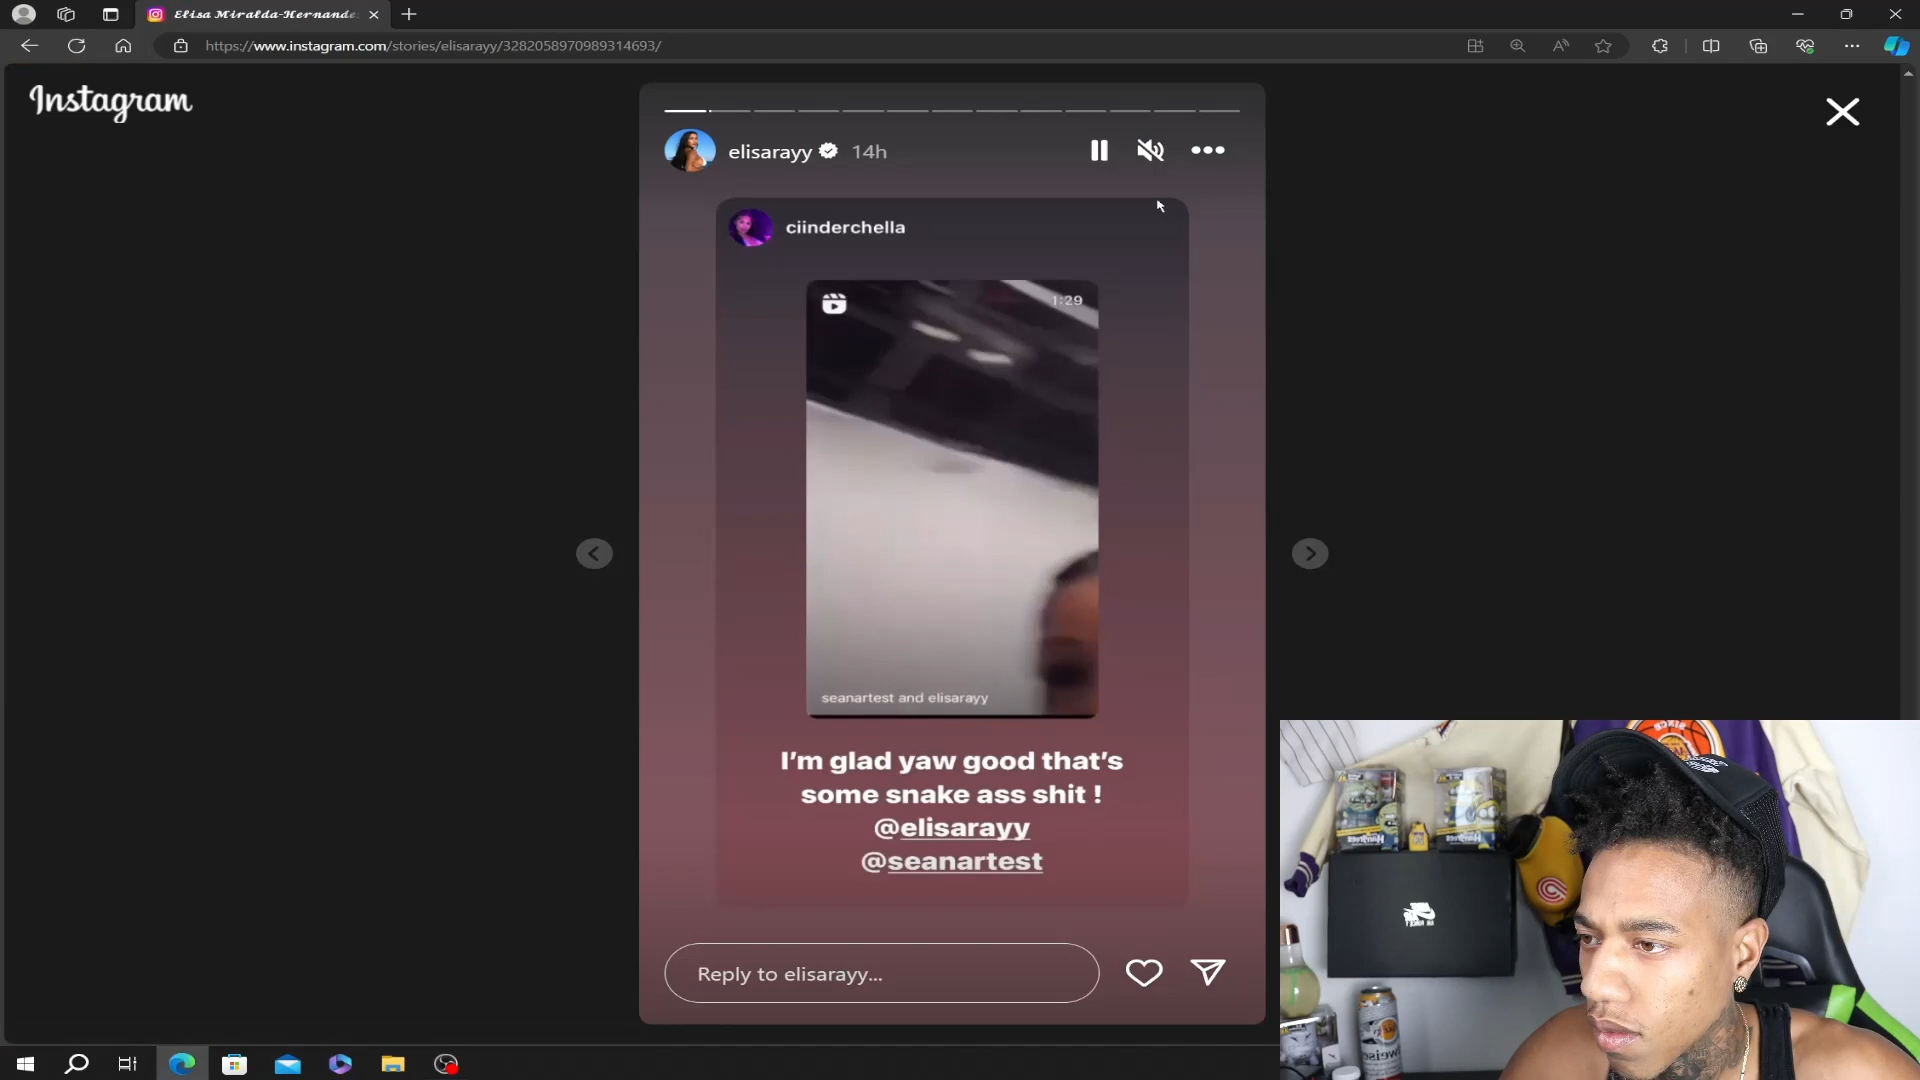 Elisa Miralda-Hernande
https://www.instagram.com/stories/elisarayy/3282058970989314693/
Instagram
elisarayy 14h
ciinderchella
1:29
seanartest and elisarayy
I'm glad yaw good that's
some snake ass shit !
@elisarayy
@seanartest
Reply to elisarayy...